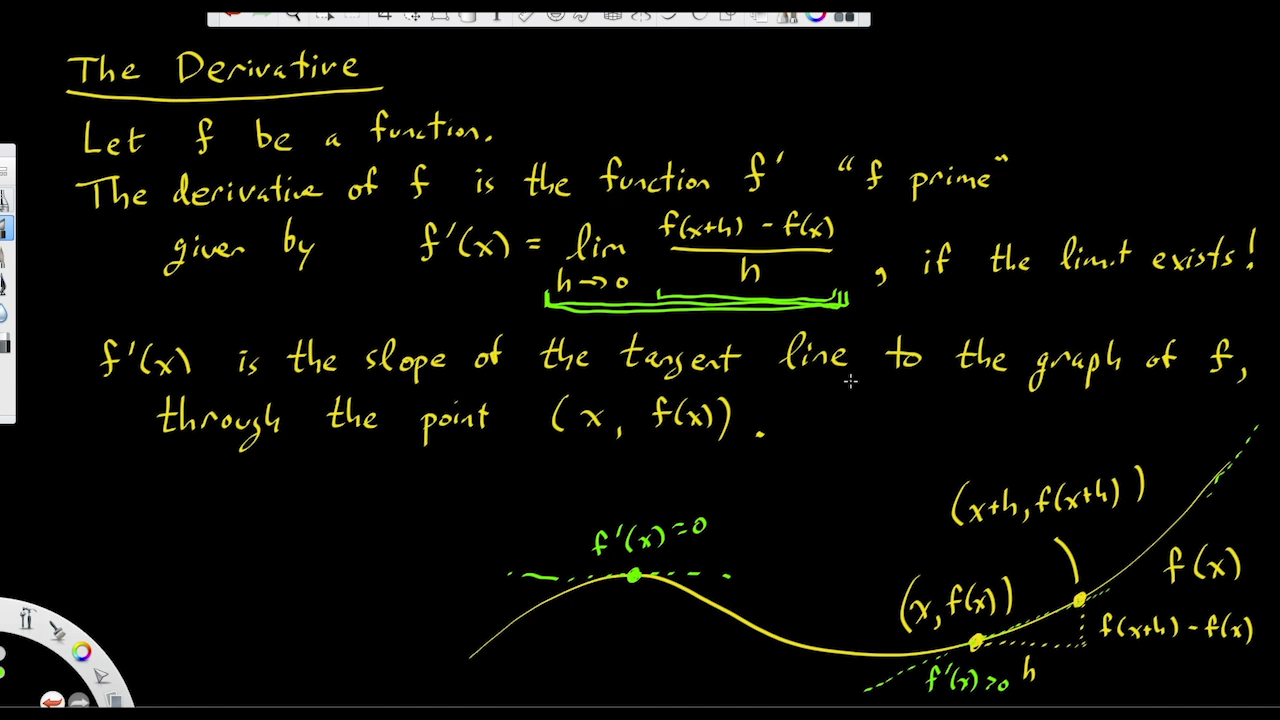 The Derivative
Let f be a function.
The derivative of f is the function f' “f prime”
given by f'(x) = lim h→0 f(x+h) - f(x) / h , if the limit exists!
f'(x) is the slope of the tangent line to the graph of f,
through the point (x, f(x)).
(x+h, f(x+h))
f'(x)=0
f(x)
(x, f(x))
f(x+h) - f(x)
f'(x)>0 h